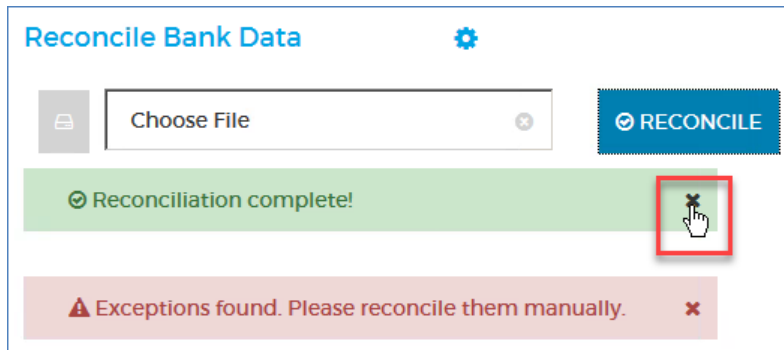 Reconcile Bank Data
Choose File
RECONCILE
Reconciliation complete!
Exceptions found. Please reconcile them manually.